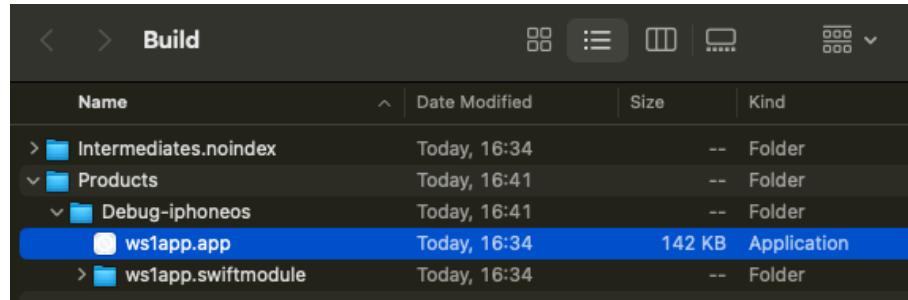 Build
Name Date Modified Size Kind
Intermediates.noindex Today, 16:34 -- Folder
Products Today, 16:41 -- Folder
Debug-iphoneos Today, 16:41 -- Folder
ws1app.app Today, 16:34 142 KB Application
ws1app.swiftmodule Today, 16:34 -- Folder